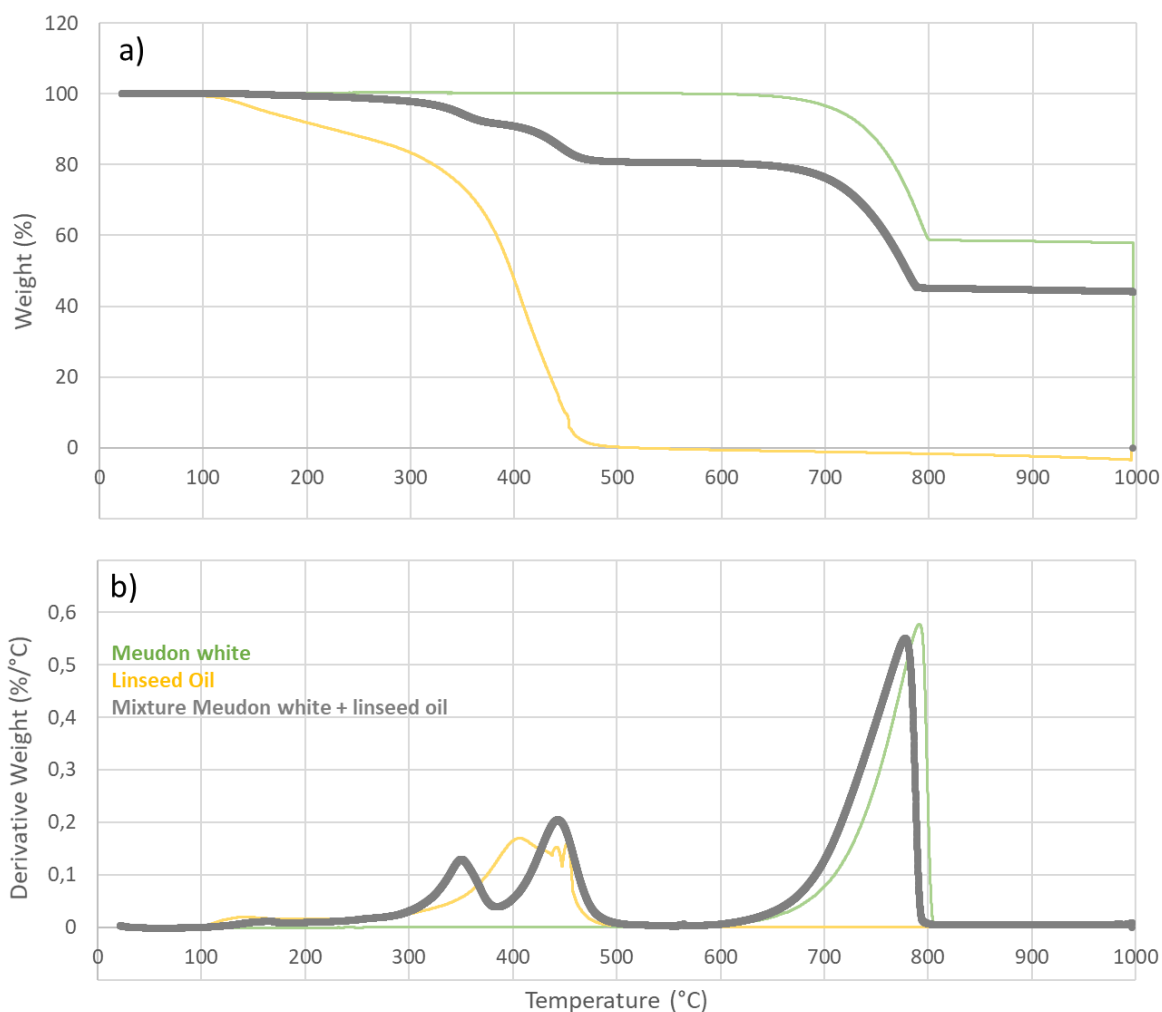 120
a)
100
80
60
40
20
0
Weight (%)
0 100 200 300 400 500 600 700 800 900 1000
b)
0,6
0,5
0,4
0,3
0,2
0,1
0
Derivative Weight (%/°C)
Meudon white
Linseed Oil
Mixture Meudon white + linseed oil
0 100 200 300 400 500 600 700 800 900 1000
Temperature (°C)